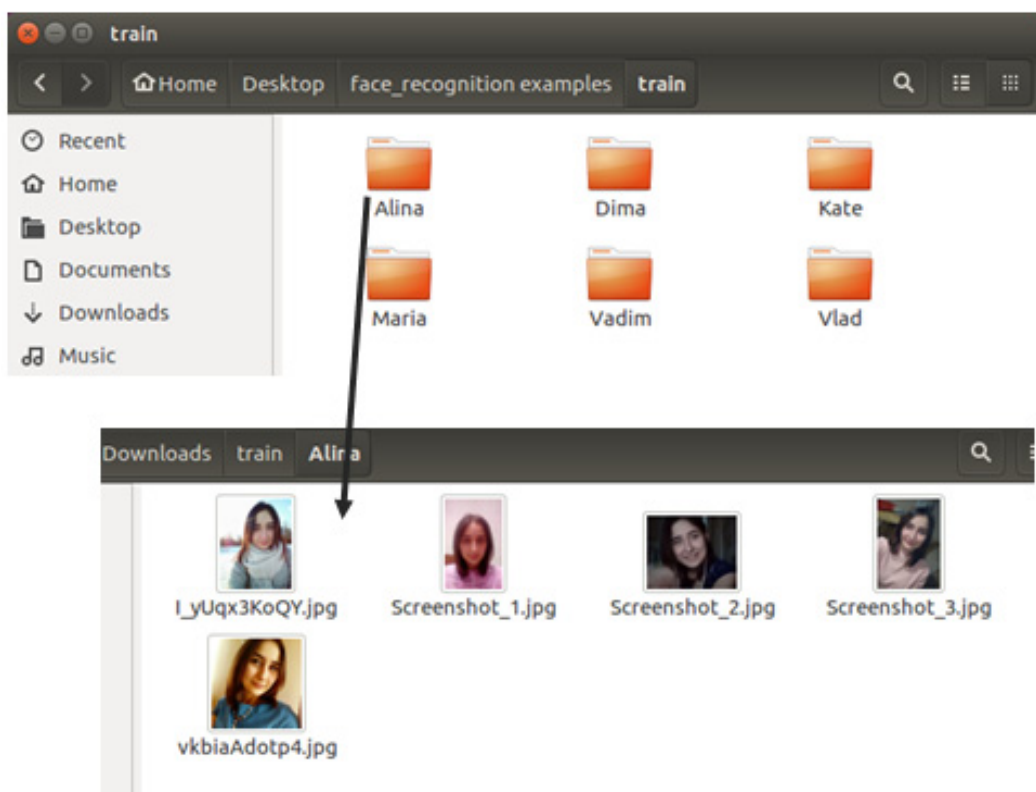 train
Home Desktop face_recognition examples train
Recent
Home
Desktop
Documents
Downloads
Music
Alina Dima Kate
Maria Vadim Vlad
Downloads train Alina
I_yUqx3KoQY.jpg Screenshot_1.jpg Screenshot_2.jpg Screenshot_3.jpg
vkbiaAdotp4.jpg